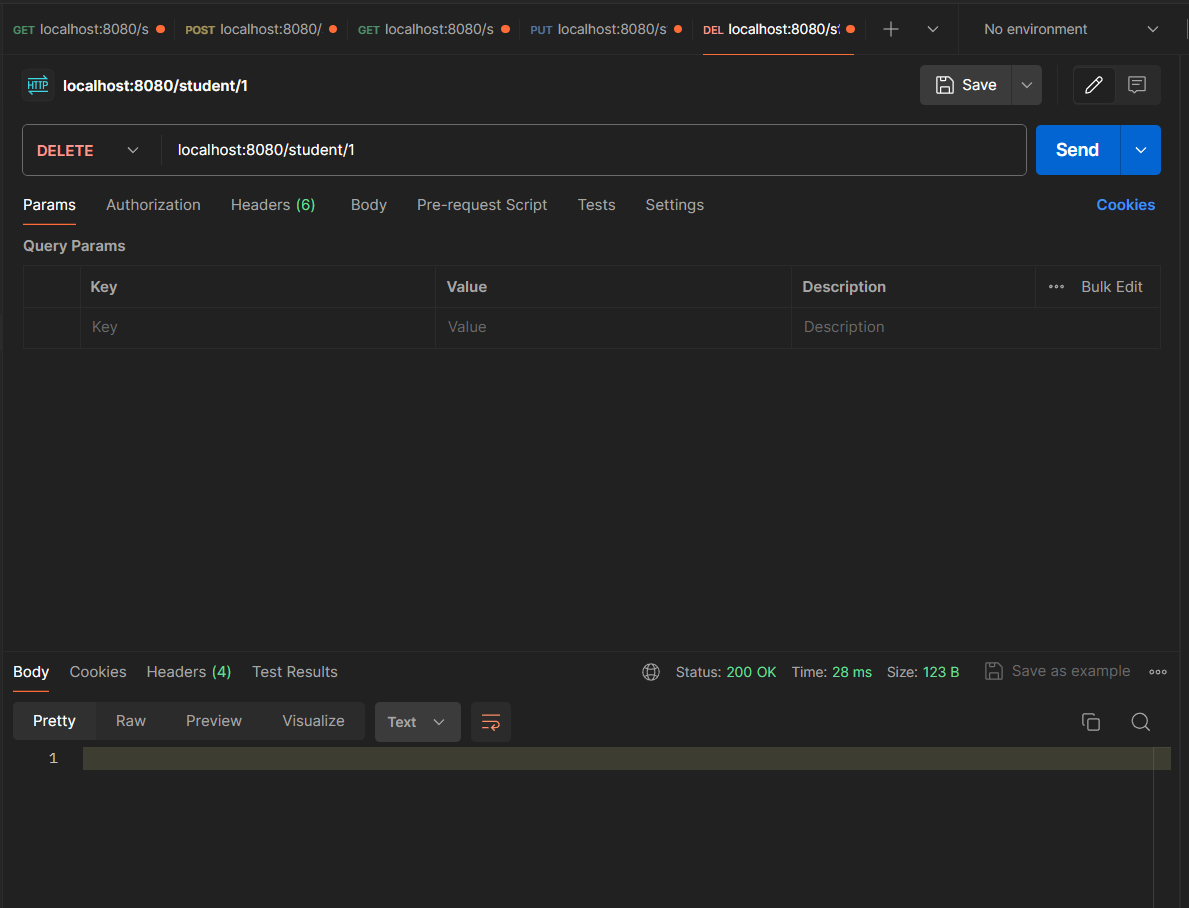 GET localhost:8080/s POST localhost:8080/ GET localhost:8080/s PUT localhost:8080/s DEL localhost:8080/s No environment
HTTP localhost:8080/student/1 Save
DELETE localhost:8080/student/1 Send
Params Authorization Headers (6) Body Pre-request Script Tests Settings Cookies
Query Params
Key Value Description Bulk Edit
Key Value Description
Body Cookies Headers (4) Test Results Status: 200 OK Time: 28 ms Size: 123 B Save as example
Pretty Raw Preview Visualize Text
1